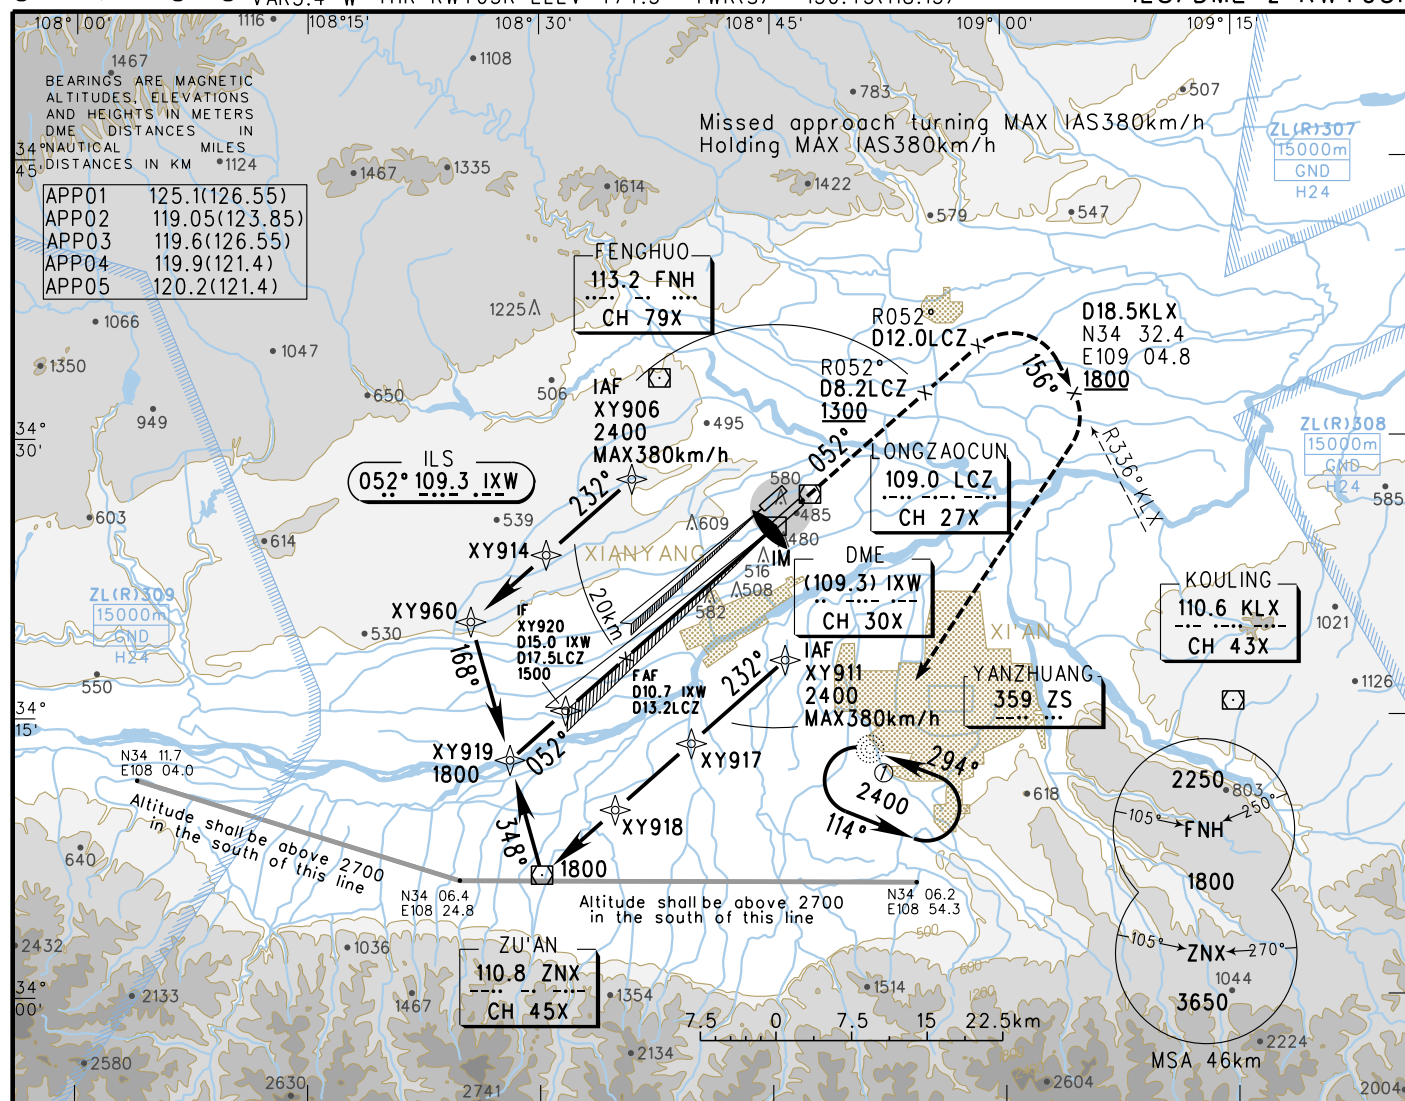 VAR3.4°W
108°00'
108°15'
108°30'
108°45'
109°00'
109°15'
1116
1467
1108
783
507
BEARINGS ARE MAGNETIC
ALTITUDES, ELEVATIONS
AND HEIGHTS IN METERS
DME DISTANCES IN
NAUTICAL MILES
DISTANCES IN KM
34°
45'
Missed approach turning MAX IAS380km/h
Holding MAX IAS380km/h
ZL(R)307
15000m
GND
H24
1124
1467
1335
1614
1422
579
547
APP01 125.1(126.55)
APP02 119.05(123.85)
APP03 119.6(126.55)
APP04 119.9(121.4)
APP05 120.2(121.4)
FENGHUO
113.2 FNH
CH 79X
1225
1066
1047
1350
650
949
506
495
R052°
D12.0LCZ
R052°
D8.2LCZ
1300
D18.5KLX
N34 32.4
E109 04.8
1800
156°
R336°KLX
IAF
XY906
2400
MAX380km/h
34°
30'
ILS
052° 109.3 IXW
232°
052°
LONGZAOCUN
109.0 LCZ
CH 27X
ZL(R)308
15000m
GND
H24
585
603
614
539
609
580
485
480
516
508
582
IM
XIANYANG
XY914
XY960
20km
DME
(109.3) IXW
CH 30X
KOULING
110.6 KLX
CH 43X
1021
1126
ZL(R)309
15000m
GND
H24
530
550
168°
IF
XY920
D15.0 IXW
D17.5LCZ
1500
FAF
D10.7 IXW
D13.2LCZ
232°
IAF
XY911
2400
MAX380km/h
XI'AN
YANZHUANG
359 ZS
34°
15'
N34 11.7
E108 04.0
XY919
1800
052°
XY917
XY918
294°
2400
114°
1
618
803
2250
105°
250°
FNH
1800
105°
270°
ZNX
1044
3650
MSA 46km
Altitude shall be above 2700
in the south of this line
640
348°
1800
N34 06.4
E108 24.8
Altitude shall be above 2700
in the south of this line
N34 06.2
E108 54.3
500
600
1200
2432
1036
ZU'AN
110.8 ZNX
CH 45X
34°
00'
2133
1467
1354
1514
7.5 0 7.5 15 22.5km
2580
2134
2224
2630
2741
2604
2004